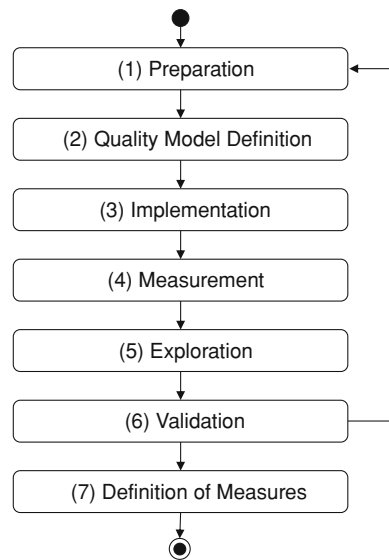 (1) Preparation
(2) Quality Model Definition
(3) Implementation
(4) Measurement
(5) Exploration
(6) Validation
(7) Definition of Measures